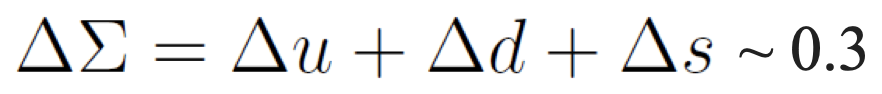 ΔΣ = Δu + Δd + Δs ~ 0.3